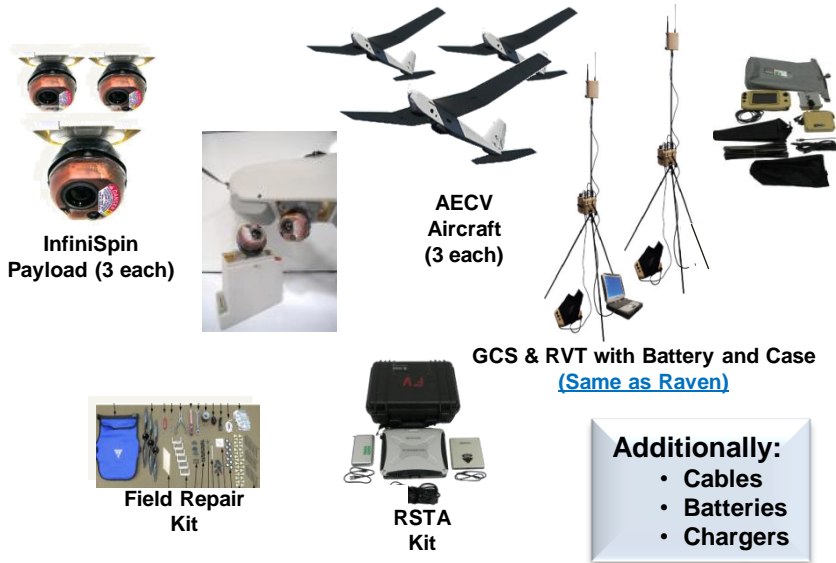 InfiniSpin
Payload (3 each)
AECV
Aircraft
(3 each)
GCS & RVT with Battery and Case
(Same as Raven)
Field Repair
Kit
FV
RSTA
Kit
Additionally:
• Cables
• Batteries
• Chargers